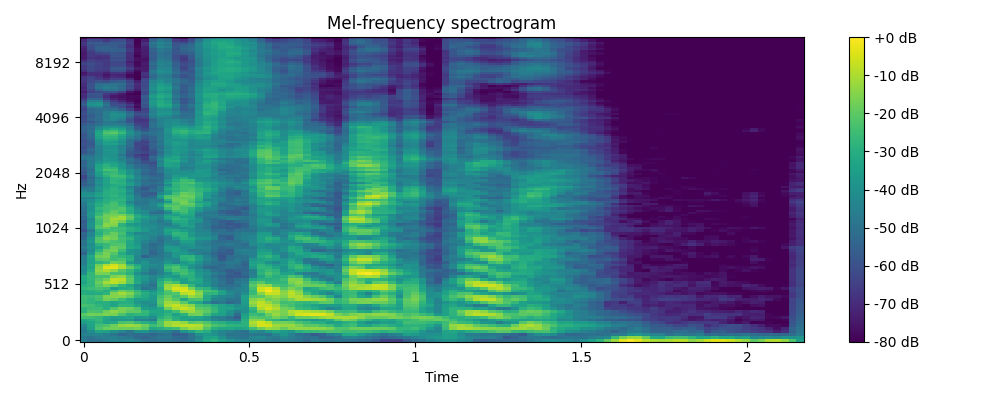 Mel-frequency spectrogram
Hz
8192
4096
2048
1024
512
0
0
0.5
1
1.5
2
Time
+0 dB
-10 dB
-20 dB
-30 dB
-40 dB
-50 dB
-60 dB
-70 dB
-80 dB